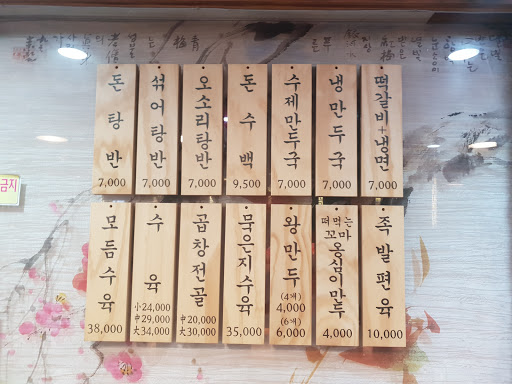 돈탕반
7,000
섞어탕반
7,000
오소리탕반
7,000
돈수백
9,500
수제만두국
7,000
냉만두국
7,000
떡갈비+냉면
7,000
모듬수육
38,000
수육
小24,000
中29,000
大34,000
곱창전골
中20,000
大30,000
묵은지수육
35,000
왕만두
(4개)
4,000
(6개)
6,000
떠먹는
꼬마
옹심이만두
4,000
족발편육
10,000
금지